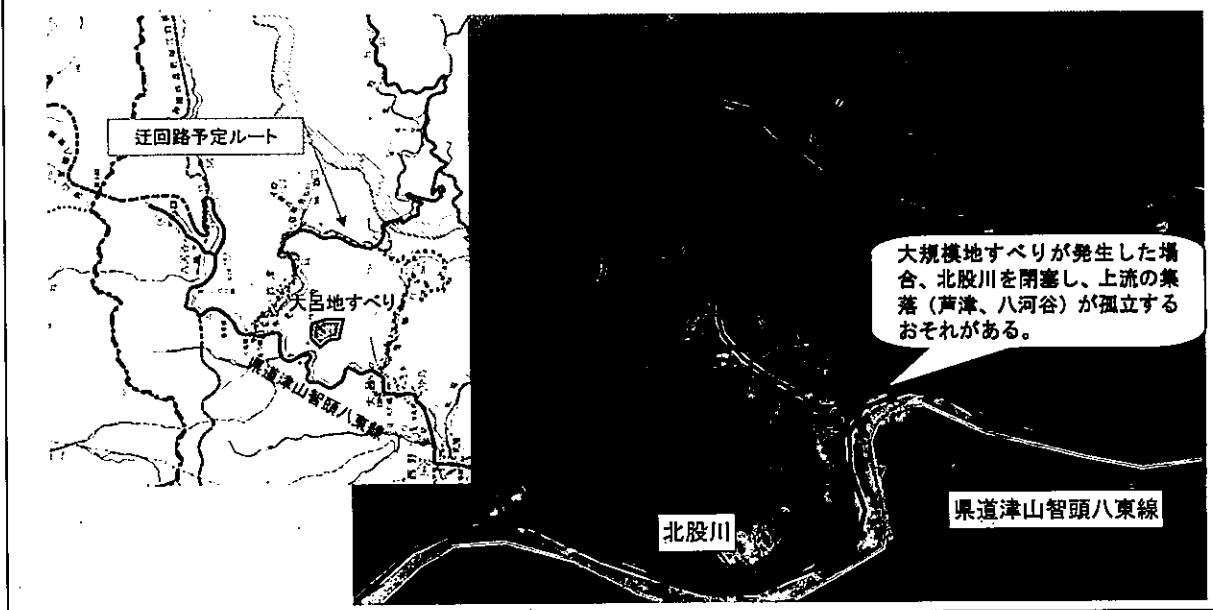 迂回路予定ルート
大呂地すべり
県道津山智頭八東線
大規模地すべりが発生した場
合、北股川を閉塞し、上流の集
落(芦津、八河谷)が孤立する
おそれがある。
県道津山智頭八東線
北股川